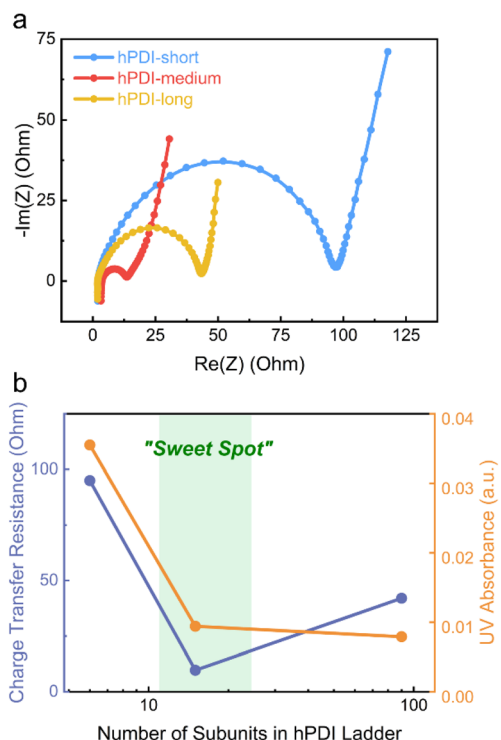 a
75
50
25
0
-Im(Z) (Ohm)
hPDI-short
hPDI-medium
hPDI-long
0 25 50 75 100 125
Re(Z) (Ohm)
b
"Sweet Spot"
Charge Transfer Resistance (Ohm)
100
50
0
UV Absorbance (a.u.)
0.04
0.03
0.02
0.01
0.00
10 100
Number of Subunits in hPDI Ladder